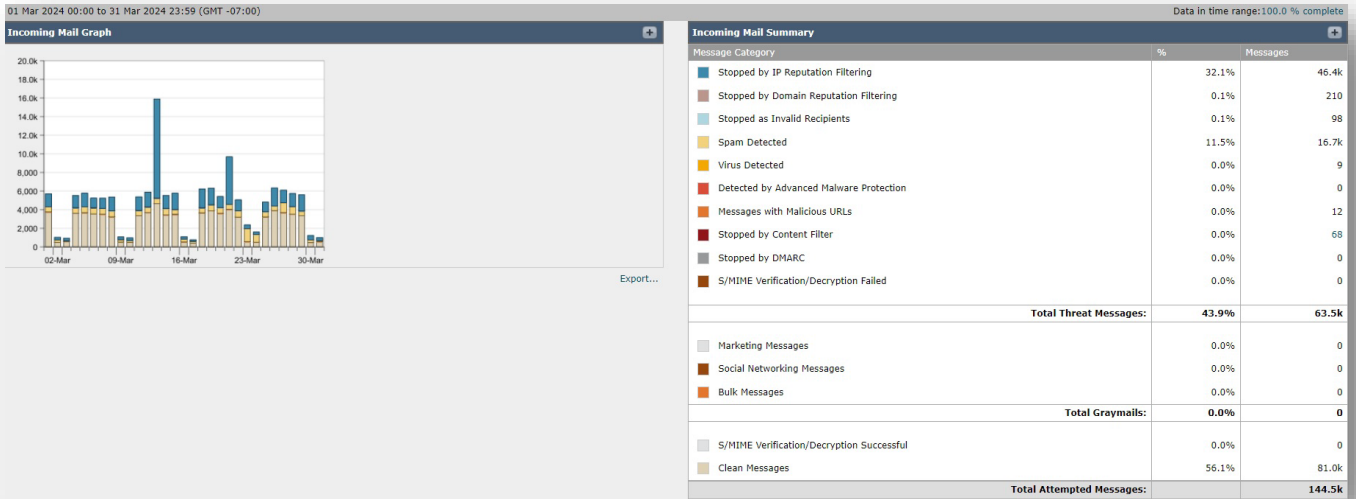 01 Mar 2024 00:00 to 31 Mar 2024 23:59 (GMT -07:00) Data in time range:100.0 % complete
Incoming Mail Graph
20.0k
18.0k
16.0k
14.0k
12.0k
10.0k
8,000
6,000
4,000
2,000
0
02-Mar 09-Mar 16-Mar 23-Mar 30-Mar
Export...
Incoming Mail Summary
Message Category % Messages
Stopped by IP Reputation Filtering 32.1% 46.4k
Stopped by Domain Reputation Filtering 0.1% 210
Stopped as Invalid Recipients 0.1% 98
Spam Detected 11.5% 16.7k
Virus Detected 0.0% 9
Detected by Advanced Malware Protection 0.0% 0
Messages with Malicious URLs 0.0% 12
Stopped by Content Filter 0.0% 68
Stopped by DMARC 0.0% 0
S/MIME Verification/Decryption Failed 0.0% 0
Total Threat Messages: 43.9% 63.5k
Marketing Messages 0.0% 0
Social Networking Messages 0.0% 0
Bulk Messages 0.0% 0
Total Graymails: 0.0% 0
S/MIME Verification/Decryption Successful 0.0% 0
Clean Messages 56.1% 81.0k
Total Attempted Messages: 144.5k